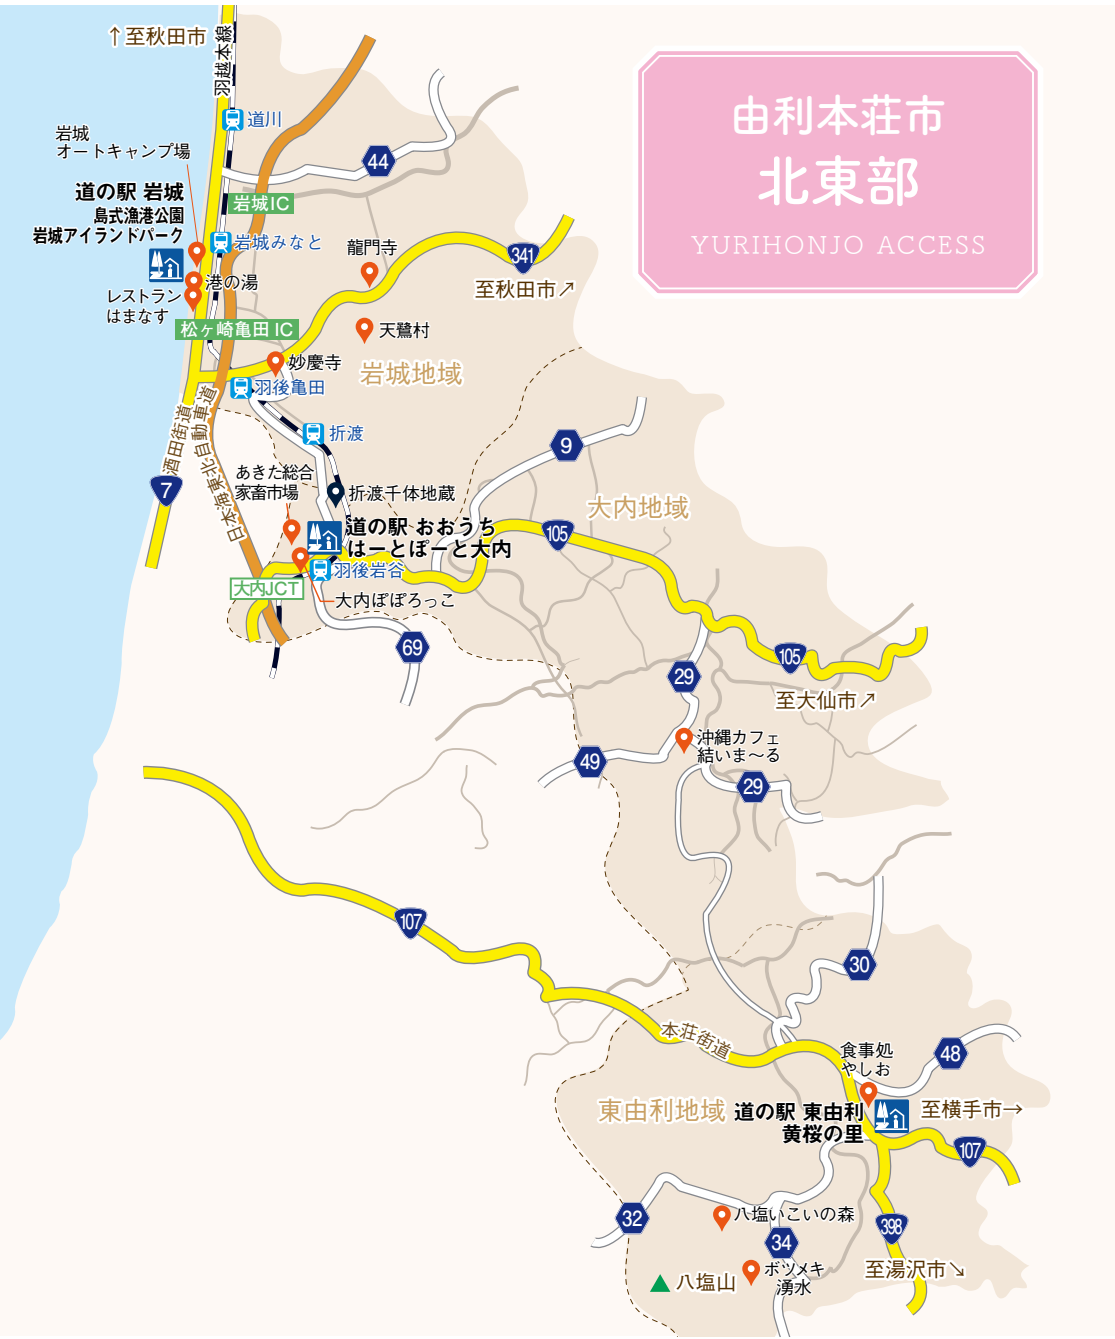 ↑至秋田市
羽越本線
由利本荘市
北東部
YURIHONJO ACCESS
道川
岩城
オートキャンプ場
44
道の駅 岩城
島式漁港公園
岩城アイランドパーク
岩城IC
岩城みなと
龍門寺
341
至秋田市↗
港の湯
レストラン
はまなす
松ヶ崎亀田 IC
天鷺村
妙慶寺
岩城地域
羽後亀田
酒田街道
日本海東北自動車道
折渡
9
あきた総合
家畜市場
7
折渡千体地蔵
大内地域
道の駅 おおうち
はーとぽーと大内
105
羽後岩谷
大内JCT
大内ぽぽろっこ
69
105
29
至大仙市↗
沖縄カフェ
結いま〜る
49
29
107
30
本荘街道
食事処
やしお
48
東由利地域
道の駅 東由利
黄桜の里
至横手市→
107
32
八塩いこいの森
34
398
八塩山
ボツメキ
湧水
至湯沢市↘